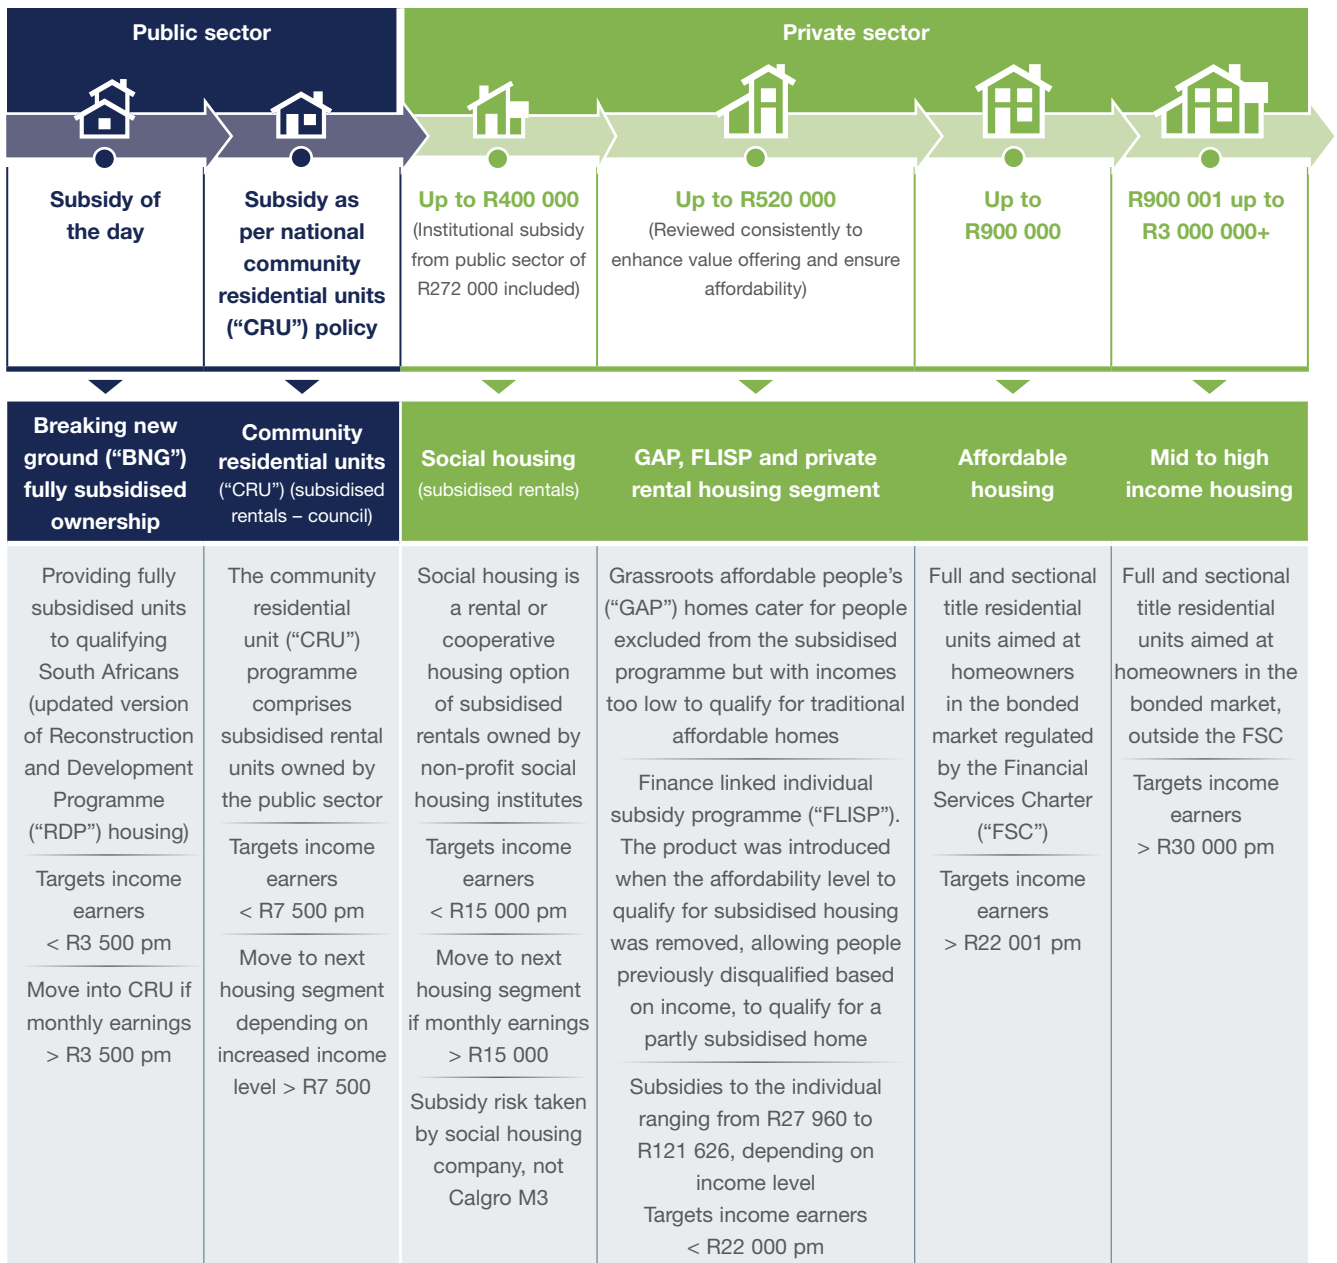 Public sector
Private sector
Subsidy of
the day
Subsidy as
per national
community
residential units
(“CRU”) policy
Up to R400 000
(Institutional subsidy
from public sector of
R272 000 included)
Up to R520 000
(Reviewed consistently to
enhance value offering and ensure
affordability)
Up to
R900 000
R900 001 up to
R3 000 000+
Breaking new
ground (“BNG”)
fully subsidised
ownership
Community
residential units
(“CRU”) (subsidised
rentals – council)
Social housing
(subsidised rentals)
GAP, FLISP and private
rental housing segment
Affordable
housing
Mid to high
income housing
Providing fully
subsidised units
to qualifying
South Africans
(updated version
of Reconstruction
and Development
Programme
(“RDP”) housing)
Targets income
earners
< R3 500 pm
Move into CRU if
monthly earnings
> R3 500 pm
The community
residential
unit (“CRU”)
programme
comprises
subsidised rental
units owned by
the public sector
Targets income
earners
< R7 500 pm
Move to next
housing segment
depending on
increased income
level > R7 500
Social housing is
a rental or
cooperative
housing option
of subsidised
rentals owned by
non-profit social
housing institutes
Targets income
earners
< R15 000 pm
Move to next
housing segment
if monthly earnings
> R15 000
Subsidy risk taken
by social housing
company, not
Calgro M3
Grassroots affordable people’s
(“GAP”) homes cater for people
excluded from the subsidised
programme but with incomes
too low to qualify for traditional
affordable homes
Finance linked individual
subsidy programme (“FLISP”).
The product was introduced
when the affordability level to
qualify for subsidised housing
was removed, allowing people
previously disqualified based
on income, to qualify for a
partly subsidised home
Subsidies to the individual
ranging from R27 960 to
R121 626, depending on
income level
Targets income earners
< R22 000 pm
Full and sectional
title residential
units aimed at
homeowners
in the bonded
market regulated
by the Financial
Services Charter
(“FSC”)
Targets income
earners
> R22 001 pm
Full and sectional
title residential
units aimed at
homeowners in the
bonded market,
outside the FSC
Targets income
earners
> R30 000 pm